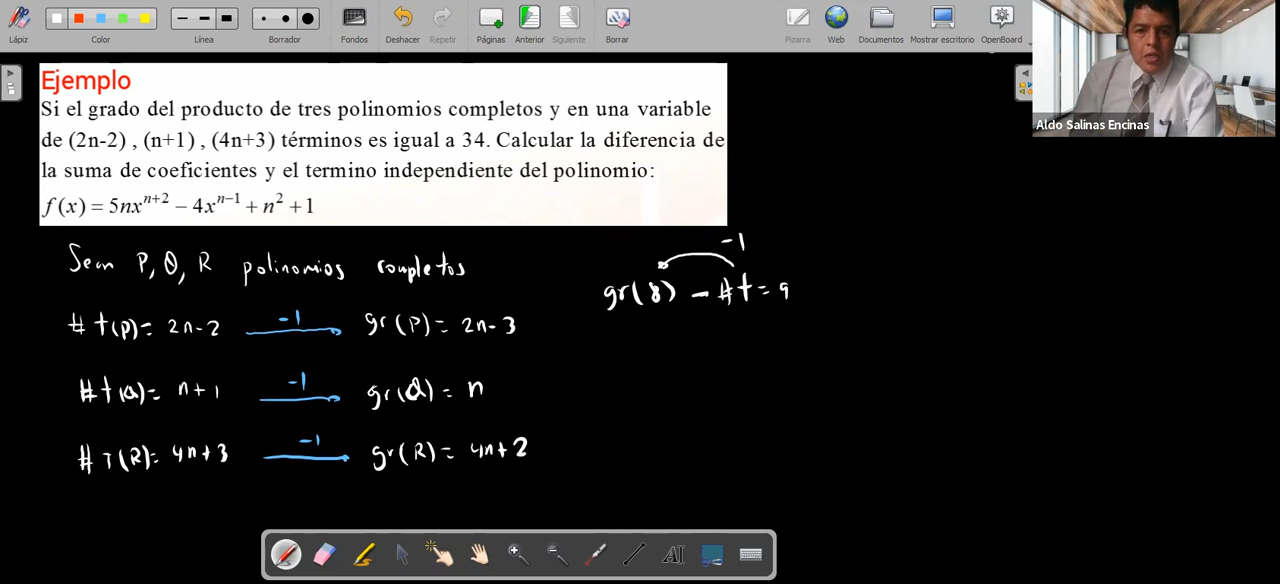 Lápiz Color Línea Borrador Fondos Deshacer Repetir Páginas Anterior Siguiente Borrar Pizarra Web Documentos Mostrar escritorio OpenBoard
Aldo Salinas Encinas
Ejemplo
Si el grado del producto de tres polinomios completos y en una variable
de (2n-2) , (n+1) , (4n+3) términos es igual a 34. Calcular la diferencia de
la suma de coeficientes y el termino independiente del polinomio:
f(x) = 5nx^{n+2} − 4x^{n−1} + n^2 + 1
Sean P, Q, R polinomios completos
-1
gr(8) - #t = 9
#t(P) = 2n-2 -1 gr(P) = 2n-3
#t(Q) = n+1 -1 gr(Q) = n
#T(R) = 4n+3 -1 gr(R) = 4n+2
AI